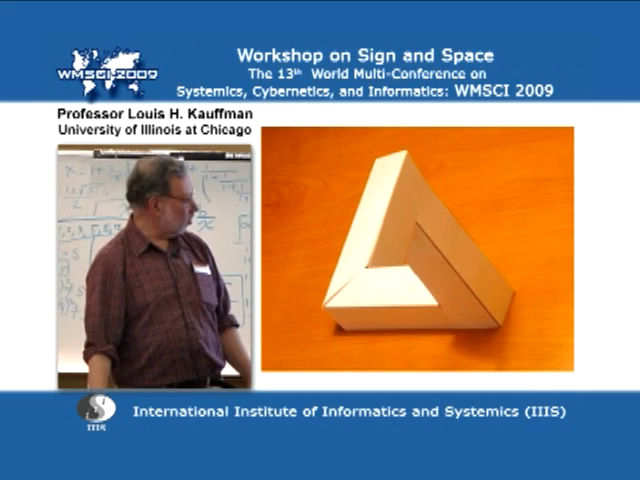 WMSCI 2009
Workshop on Sign and Space
The 13th World Multi-Conference on
Systemics, Cybernetics, and Informatics: WMSCI 2009
Professor Louis H. Kauffman
University of Illinois at Chicago
IIIS
International Institute of Informatics and Systemics (IIIS)